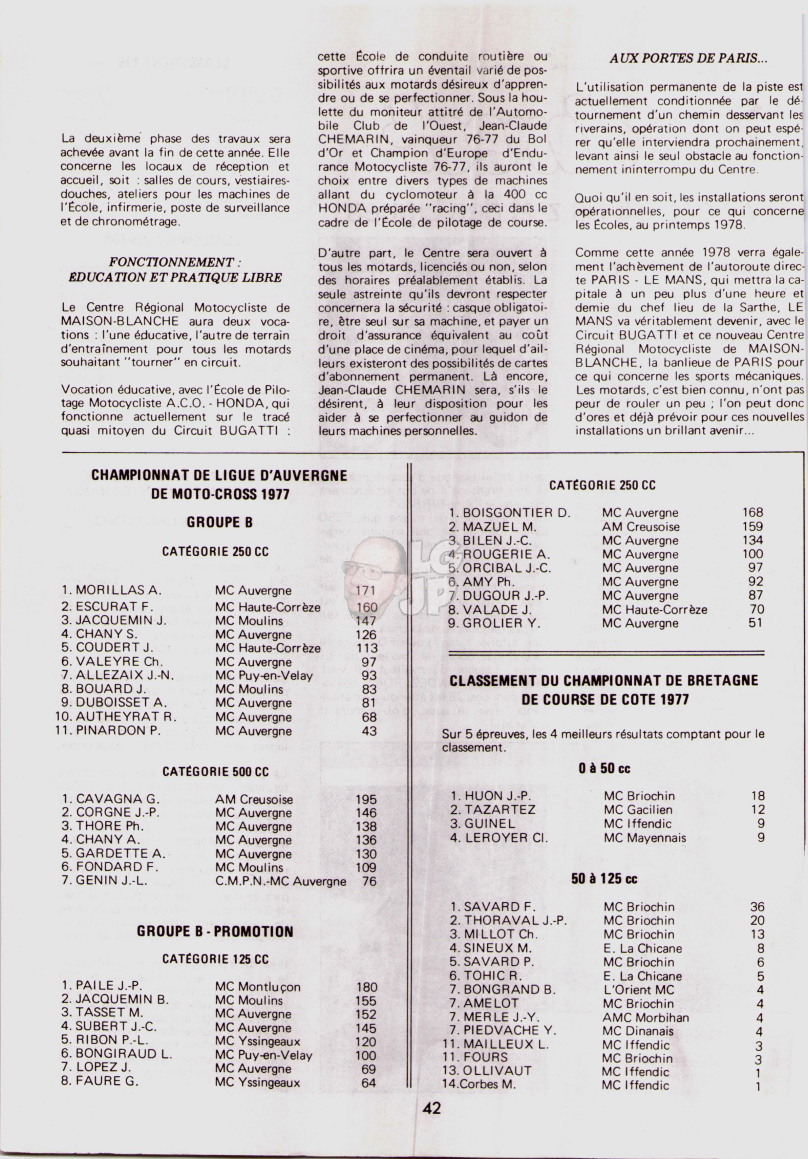 La deuxième phase des travaux sera
achevée avant la fin de cette année. Elle
concerne les locaux de réception et
accueil, soit : salles de cours, vestiaires-
douches, ateliers pour les machines de
l'École, infirmerie, poste de surveillance
et de chronométrage.
FONCTIONNEMENT :
ÉDUCATION ET PRATIQUE LIBRE
Le Centre Régional Motocycliste de
MAISON-BLANCHE aura deux voca-
tions : l'une éducative, l'autre de terrain
d'entraînement pour tous les motards
souhaitant "tourner" en circuit.
Vocation éducative, avec l'École de Pilo-
tage Motocycliste A.C.O. - HONDA, qui
fonctionne actuellement sur le tracé
quasi mitoyen du Circuit BUGATTI :
cette École de conduite routière ou
sportive offrira un éventail varié de pos-
sibilités aux motards désireux d'appren-
dre ou de se perfectionner. Sous la hou-
lette du moniteur attitré de l'Automo-
bile Club de l'Ouest, Jean-Claude
CHEMARIN, vainqueur 76-77 du Bol
d'Or et Champion d'Europe d'Endu-
rance Motocycliste 76-77, ils auront le
choix entre divers types de machines
allant du cyclomoteur à la 400 cc
HONDA préparée "racing", ceci dans le
cadre de l'École de pilotage de course.
D'autre part, le Centre sera ouvert à
tous les motards, licenciés ou non, selon
des horaires préalablement établis. La
seule astreinte qu'ils devront respecter
concernera la sécurité : casque obligatoi-
re, être seul sur sa machine, et payer un
droit d'assurance équivalent au coût
d'une place de cinéma, pour lequel d'ail-
leurs existeront des possibilités de cartes
d'abonnement permanent. Là encore,
Jean-Claude CHEMARIN sera, s'ils le
désirent, à leur disposition pour les
aider à se perfectionner au guidon de
leurs machines personnelles.
AUX PORTES DE PARIS...
L'utilisation permanente de la piste est
actuellement conditionnée par le dé-
tournement d'un chemin desservant les
riverains, opération dont on peut espé-
rer qu'elle interviendra prochainement,
levant ainsi le seul obstacle au fonction-
nement ininterrompu du Centre.
Quoi qu'il en soit, les installations seront
opérationnelles, pour ce qui concerne
les Écoles, au printemps 1978.
Comme cette année 1978 verra égale-
ment l'achèvement de l'autoroute direc-
te PARIS - LE MANS, qui mettra la ca-
pitale à un peu plus d'une heure et
demie du chef lieu de la Sarthe, LE
MANS va véritablement devenir, avec le
Circuit BUGATTI et ce nouveau Centre
Régional Motocycliste de MAISON-
BLANCHE, la banlieue de PARIS pour
ce qui concerne les sports mécaniques.
Les motards, c'est bien connu, n'ont pas
peur de rouler un peu ; l'on peut donc
d'ores et déjà prévoir pour ces nouvelles
installations un brillant avenir...
CHAMPIONNAT DE LIGUE D'AUVERGNE
DE MOTO-CROSS 1977
GROUPE B
CATÉGORIE 250 CC
1. MORILLAS A. MC Auvergne 171
2. ESCURAT F. MC Haute-Corrèze 160
3. JACQUEMIN J. MC Moulins 147
4. CHANY S. MC Auvergne 126
5. COUDERT J. MC Haute-Corrèze 113
6. VALEYRE Ch. MC Auvergne 97
7. ALLEZAIX J.-N. MC Puy-en-Velay 93
8. BOUARD J. MC Moulins 83
9. DUBOISSET A. MC Auvergne 81
10. AUTHEYRAT R. MC Auvergne 68
11. PINARDON P. MC Auvergne 43
CATÉGORIE 500 CC
1. CAVAGNA G. AM Creusoise 195
2. CORGNE J.-P. MC Auvergne 146
3. THORE Ph. MC Auvergne 138
4. CHANY A. MC Auvergne 136
5. GARDETTE A. MC Auvergne 130
6. FONDARD F. MC Moulins 109
7. GENIN J.-L. C.M.P.N.-MC Auvergne 76
GROUPE B - PROMOTION
CATÉGORIE 125 CC
1. PAILE J.-P. MC Montluçon 180
2. JACQUEMIN B. MC Moulins 155
3. TASSET M. MC Auvergne 152
4. SUBERT J.-C. MC Auvergne 145
5. RIBON P.-L. MC Yssingeaux 120
6. BONGIRAUD L. MC Puy-en-Velay 100
7. LOPEZ J. MC Auvergne 69
8. FAURE G. MC Yssingeaux 64
CATÉGORIE 250 CC
1. BOISGONTIER D. MC Auvergne 168
2. MAZUEL M. AM Creusoise 159
3. BILEN J.-C. MC Auvergne 134
4. ROUGERIE A. MC Auvergne 100
5. ORCIBAL J.-C. MC Auvergne 97
6. AMY Ph. MC Auvergne 92
7. DUGOUR J.-P. MC Auvergne 87
8. VALADE J. MC Haute-Corrèze 70
9. GROLIER Y. MC Auvergne 51
LG
JP
CLASSEMENT DU CHAMPIONNAT DE BRETAGNE
DE COURSE DE COTE 1977
Sur 5 épreuves, les 4 meilleurs résultats comptant pour le
classement.
0 à 50 cc
1. HUON J.-P. MC Briochin 18
2. TAZARTEZ MC Gacilien 12
3. GUINEL MC Iffendic 9
4. LEROYER Cl. MC Mayennais 9
50 à 125 cc
1. SAVARD F. MC Briochin 36
2. THORAVAL J.-P. MC Briochin 20
3. MILLOT Ch. MC Briochin 13
4. SINEUX M. E. La Chicane 8
5. SAVARD P. MC Briochin 6
6. TOHIC R. E. La Chicane 5
7. BONGRAND B. L'Orient MC 4
7. AMELOT MC Briochin 4
7. MERLE J.-Y. AMC Morbihan 4
7. PIEDVACHE Y. MC Dinanais 4
11. MAILLEUX L. MC Iffendic 3
11. FOURS MC Briochin 3
13. OLLIVAUT MC Iffendic 1
14.Corbes M. MC Iffendic 1
42